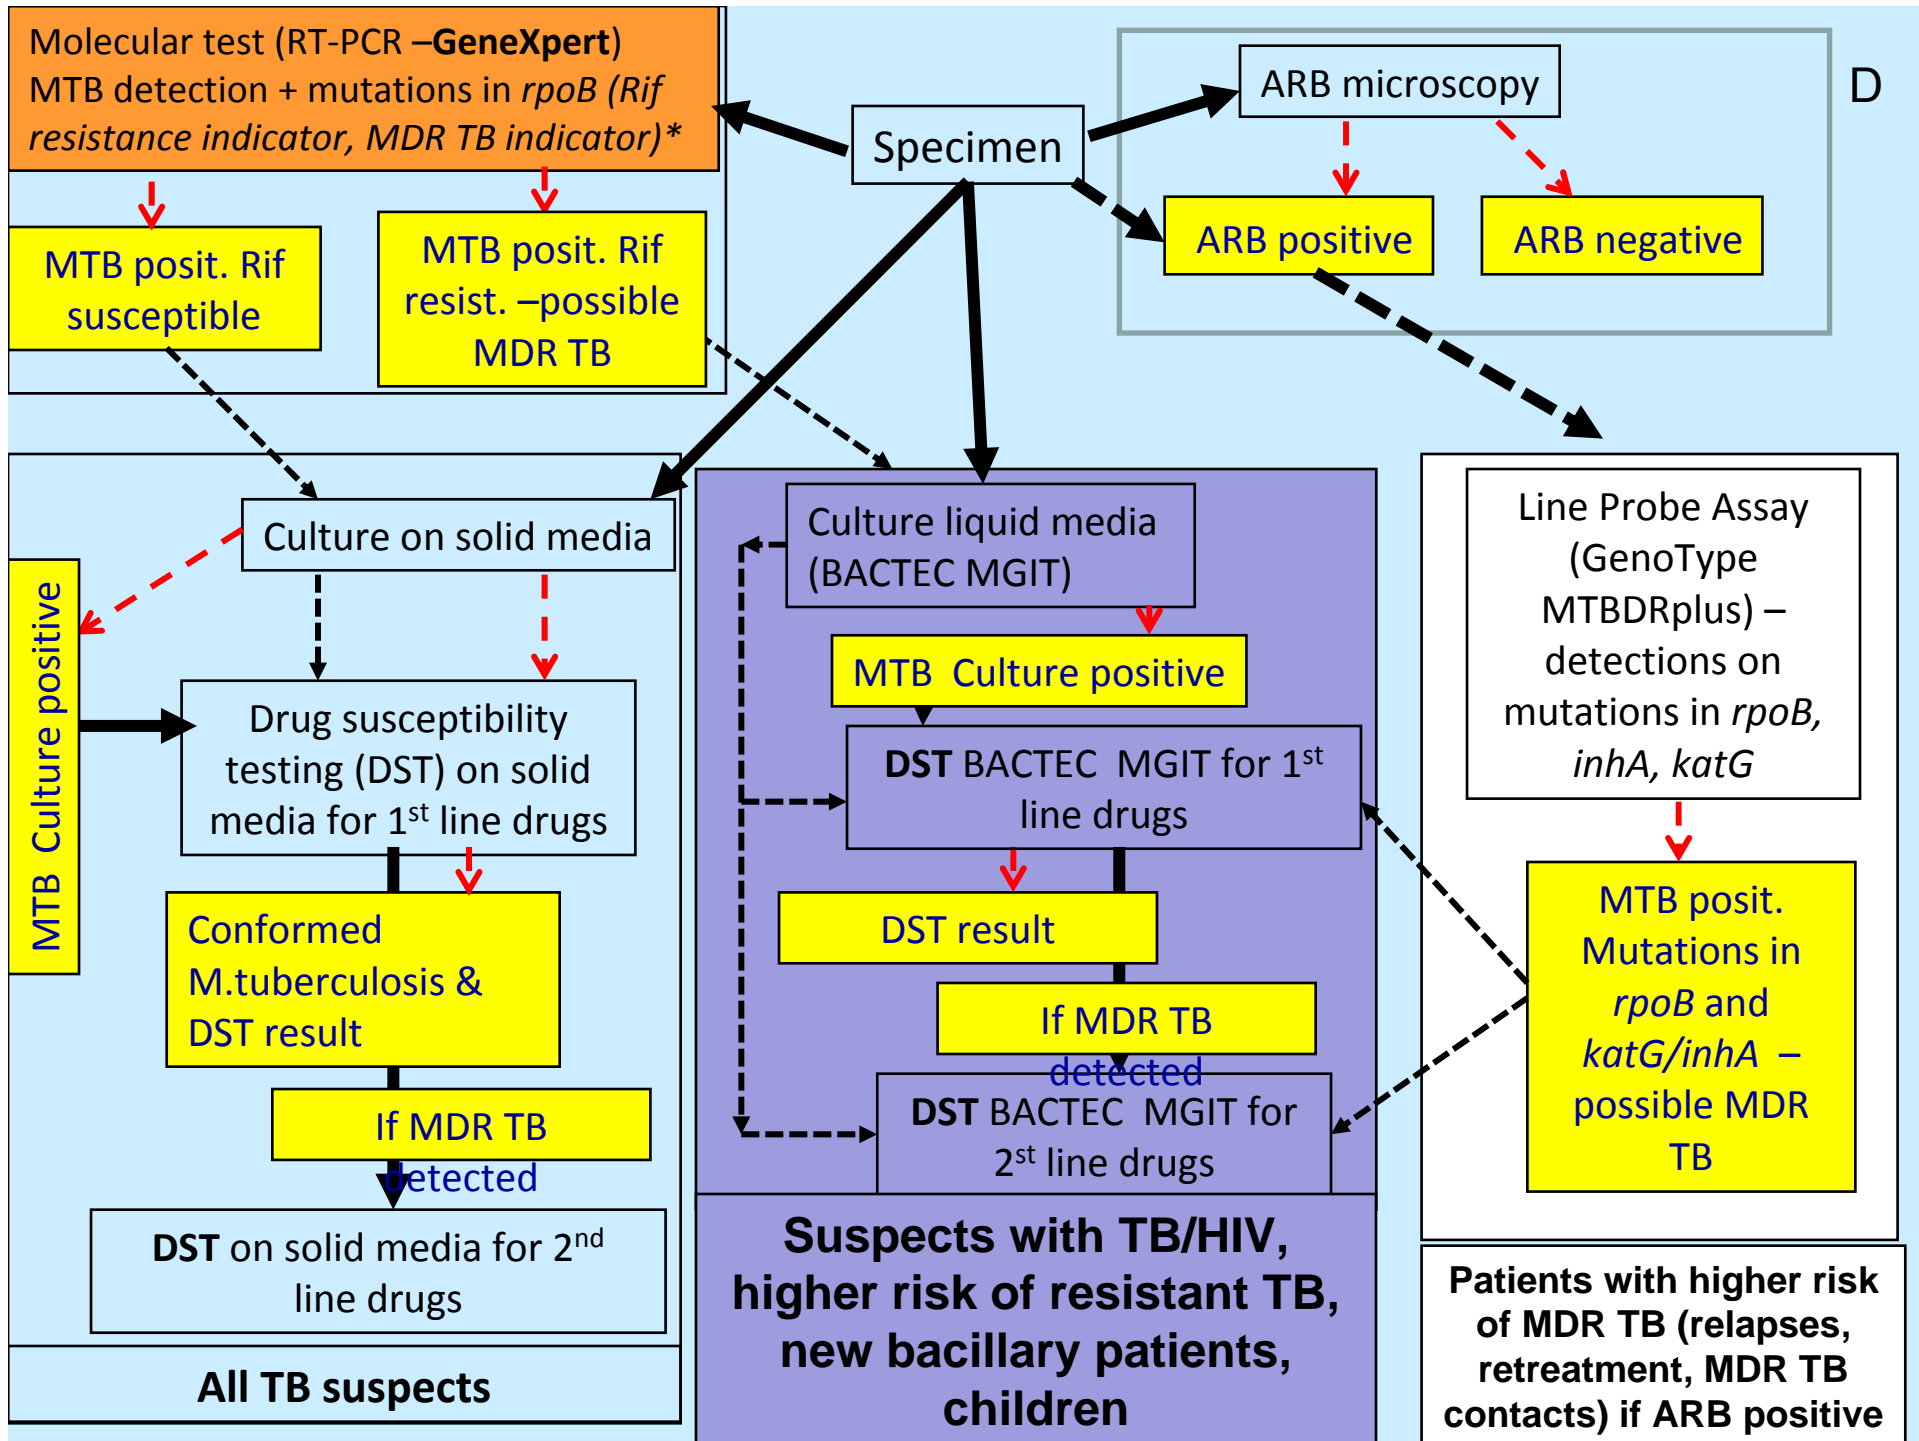 Molecular test (RT-PCR –GeneXpert)
MTB detection + mutations in rpoB (Rif
resistance indicator, MDR TB indicator)*
Specimen
ARB microscopy
D
MTB posit. Rif
susceptible
MTB posit. Rif
resist. –possible
MDR TB
ARB positive
ARB negative
Culture on solid media
MTB Culture positive
Drug susceptibility
testing (DST) on solid
media for 1st line drugs
Conformed
M.tuberculosis &
DST result
If MDR TB
detected
DST on solid media for 2nd
line drugs
All TB suspects
Culture liquid media
(BACTEC MGIT)
MTB Culture positive
DST BACTEC MGIT for 1st
line drugs
DST result
If MDR TB
detected
DST BACTEC MGIT for
2st line drugs
Suspects with TB/HIV,
higher risk of resistant TB,
new bacillary patients,
children
Line Probe Assay
(GenoType
MTBDRplus) –
detections on
mutations in rpoB,
inhA, katG
MTB posit.
Mutations in
rpoB and
katG/inhA –
possible MDR
TB
Patients with higher risk
of MDR TB (relapses,
retreatment, MDR TB
contacts) if ARB positive